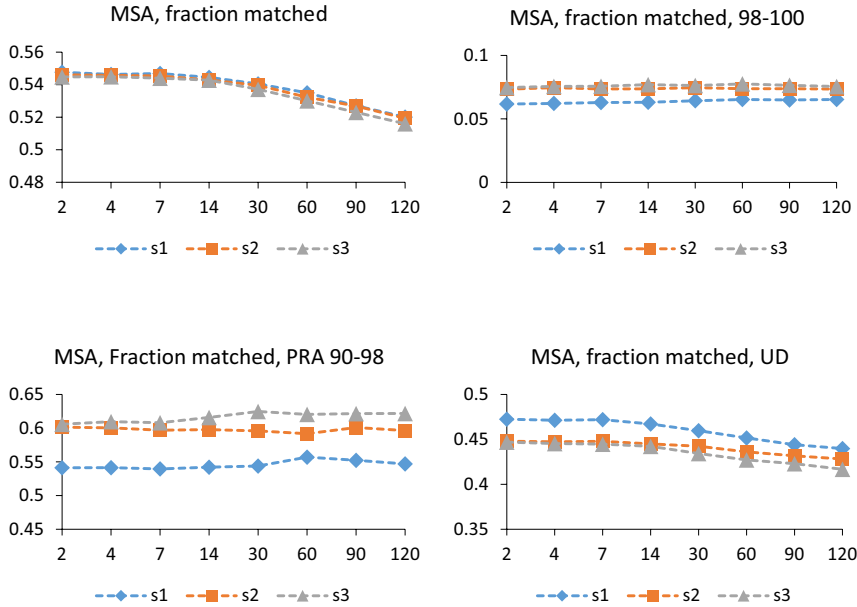 MSA, fraction matched
0.56
0.54
0.52
0.5
0.48
2 4 7 14 30 60 90 120
s1 s2 s3
MSA, fraction matched, 98-100
0.1
0.05
0
2 4 7 14 30 60 90 120
s1 s2 s3
MSA, Fraction matched, PRA 90-98
0.65
0.6
0.55
0.5
0.45
2 4 7 14 30 60 90 120
s1 s2 s3
MSA, fraction matched, UD
0.5
0.45
0.4
0.35
2 4 7 14 30 60 90 120
s1 s2 s3